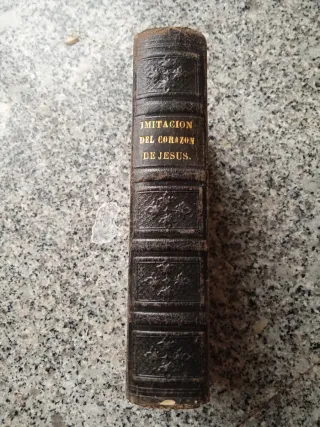 IMITACION
DEL CORAZON
DE JESUS.